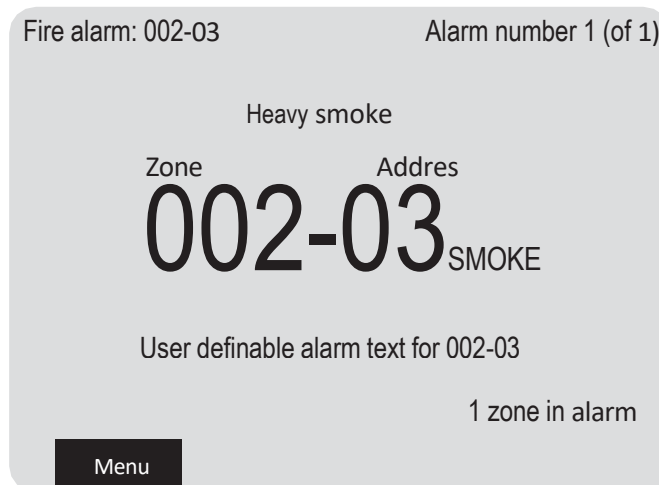 Fire alarm: 002-03 Alarm number 1 (of 1)
Heavy smoke
Zone Addres
002-03 SMOKE
User definable alarm text for 002-03
1 zone in alarm
Menu